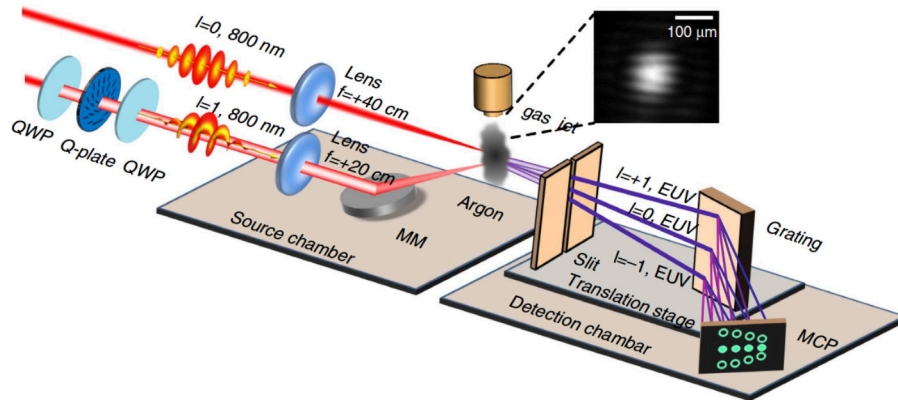 l=0, 800 nm
100 μm
Lens
f=+40 cm
gas jet
QWP
Q-plate
QWP
l=1, 800 nm
Lens
f=+20 cm
Argon
MM
Source chamber
l=+1, EUV
l=0, EUV
l=−1, EUV
Grating
Slit
Translation stage
Detection chambar
MCP